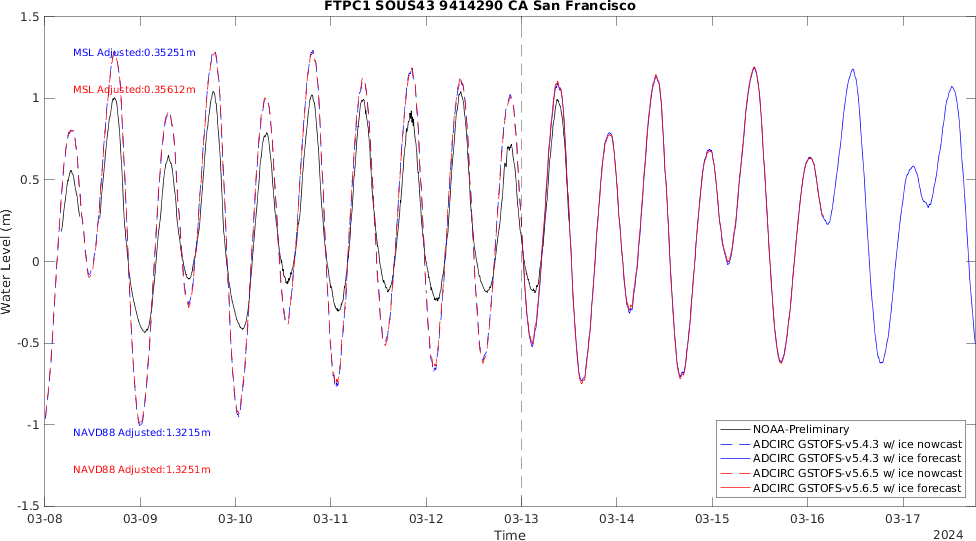 FTPC1 SOUS43 9414290 CA San Francisco
1.5
MSL Adjusted:0.35251m
MSL Adjusted:0.35612m
1
0.5
0
-0.5
-1
-1.5
Water Level (m)
NAVD88 Adjusted:1.3215m
NAVD88 Adjusted:1.3251m
NOAA-Preliminary
ADCIRC GSTOFS-v5.4.3 w/ ice nowcast
ADCIRC GSTOFS-v5.4.3 w/ ice forecast
ADCIRC GSTOFS-v5.6.5 w/ ice nowcast
ADCIRC GSTOFS-v5.6.5 w/ ice forecast
03-08 03-09 03-10 03-11 03-12 03-13 03-14 03-15 03-16 03-17
Time
2024